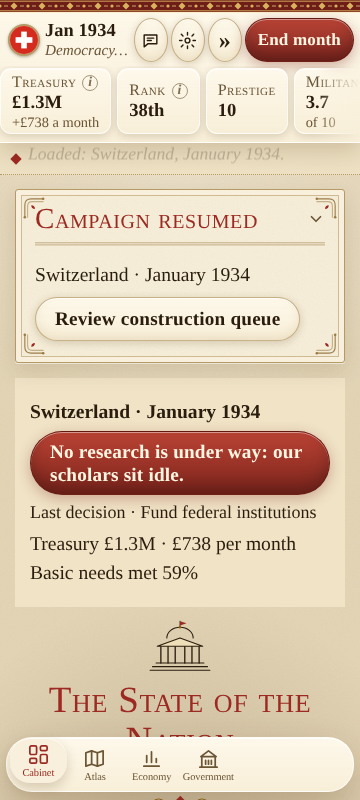 Jan 1934
Democracy...
»
End month
Treasury i
£1.3M
+£738 a month
Rank i
38th
Prestige
10
Militan
3.7
of 10
Loaded: Switzerland, January 1934.
Campaign resumed
Switzerland · January 1934
Review construction queue
Switzerland · January 1934
No research is under way: our
scholars sit idle.
Last decision · Fund federal institutions
Treasury £1.3M · £738 per month
Basic needs met 59%
The State of the
Nation
Cabinet
Atlas
Economy
Government